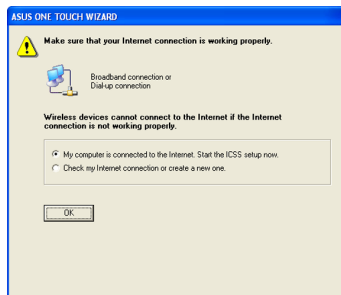 ASUS ONE TOUCH WIZARD
Make sure that your Internet connection is working properly.
Broadband connection or
Dial-up connection
Wireless devices cannot connect to the Internet if the Internet
connection is not working properly.
My computer is connected to the Internet. Start the ICSS setup now.
Check my Internet connection or create a new one.
OK